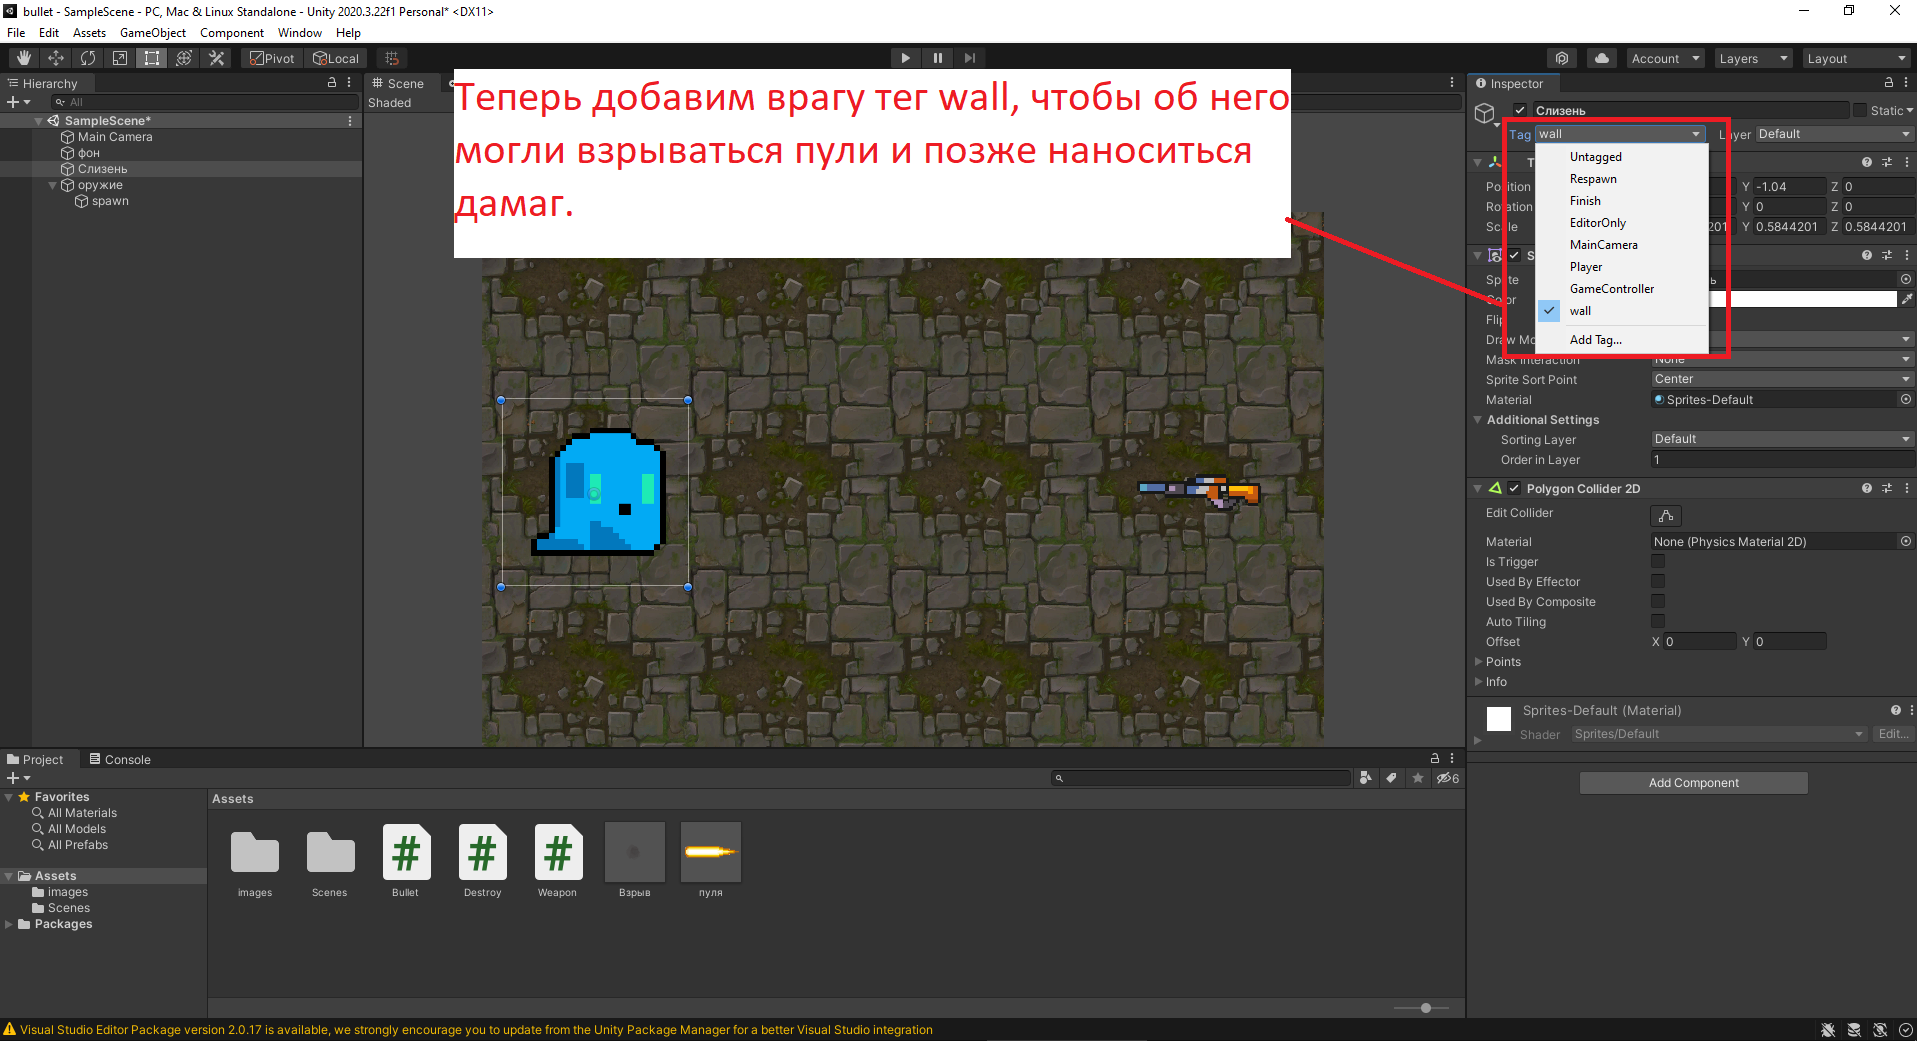 bullet - SampleScene - PC, Mac & Linux Standalone - Unity 2020.3.22f1 Personal* <DX11>
File Edit Assets GameObject Component Window Help
Pivot Local Account Layers Layout
Hierarchy
All
SampleScene*
Main Camera
фон
Слизень
оружие
spawn
Scene
Shaded
Теперь добавим врагу тег wall, чтобы об него
могли взрываться пули и позже наноситься
дамаг.
Inspector
Слизень Static
Tag wall Layer Default
Untagged
Respawn
Finish
EditorOnly
MainCamera
Player
GameController
wall
Add Tag...
T
Position Y -1.04 Z 0
Rotation Y 0 Z 0
Scale Y 0.5844201 Z 0.5844201
S
Sprite
Color
Flip
Draw Mo
Mask Interaction None
Sprite Sort Point Center
Material Sprites-Default
Additional Settings
Sorting Layer Default
Order in Layer 1
Polygon Collider 2D
Edit Collider
Material None (Physics Material 2D)
Is Trigger
Used By Effector
Used By Composite
Auto Tiling
Offset X 0 Y 0
Points
Info
Sprites-Default (Material)
Shader Sprites/Default Edit...
Add Component
Project Console
6
Favorites
All Materials
All Models
All Prefabs
Assets
images
Scenes
Packages
Assets
images Scenes Bullet Destroy Weapon Взрыв пуля
Visual Studio Editor Package version 2.0.17 is available, we strongly encourage you to update from the Unity Package Manager for a better Visual Studio integration